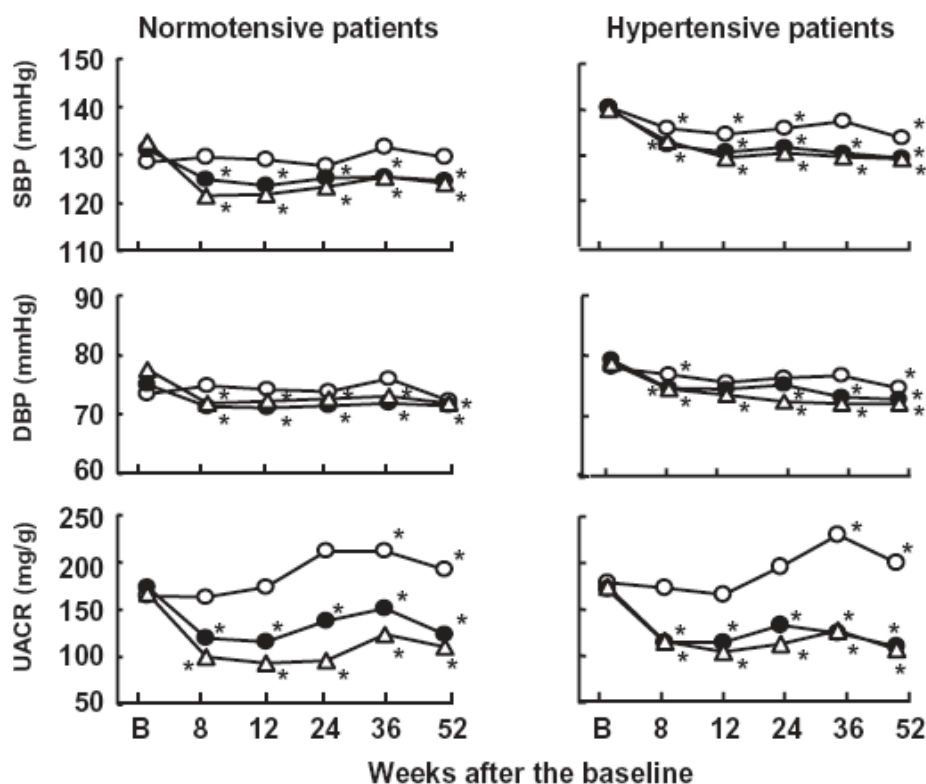 Normotensive patients
Hypertensive patients
SBP (mmHg)
150
140
130
120
110
DBP (mmHg)
90
80
70
60
UACR (mg/g)
250
200
150
100
50
B 8 12 24 36 52
B 8 12 24 36 52
Weeks after the baseline